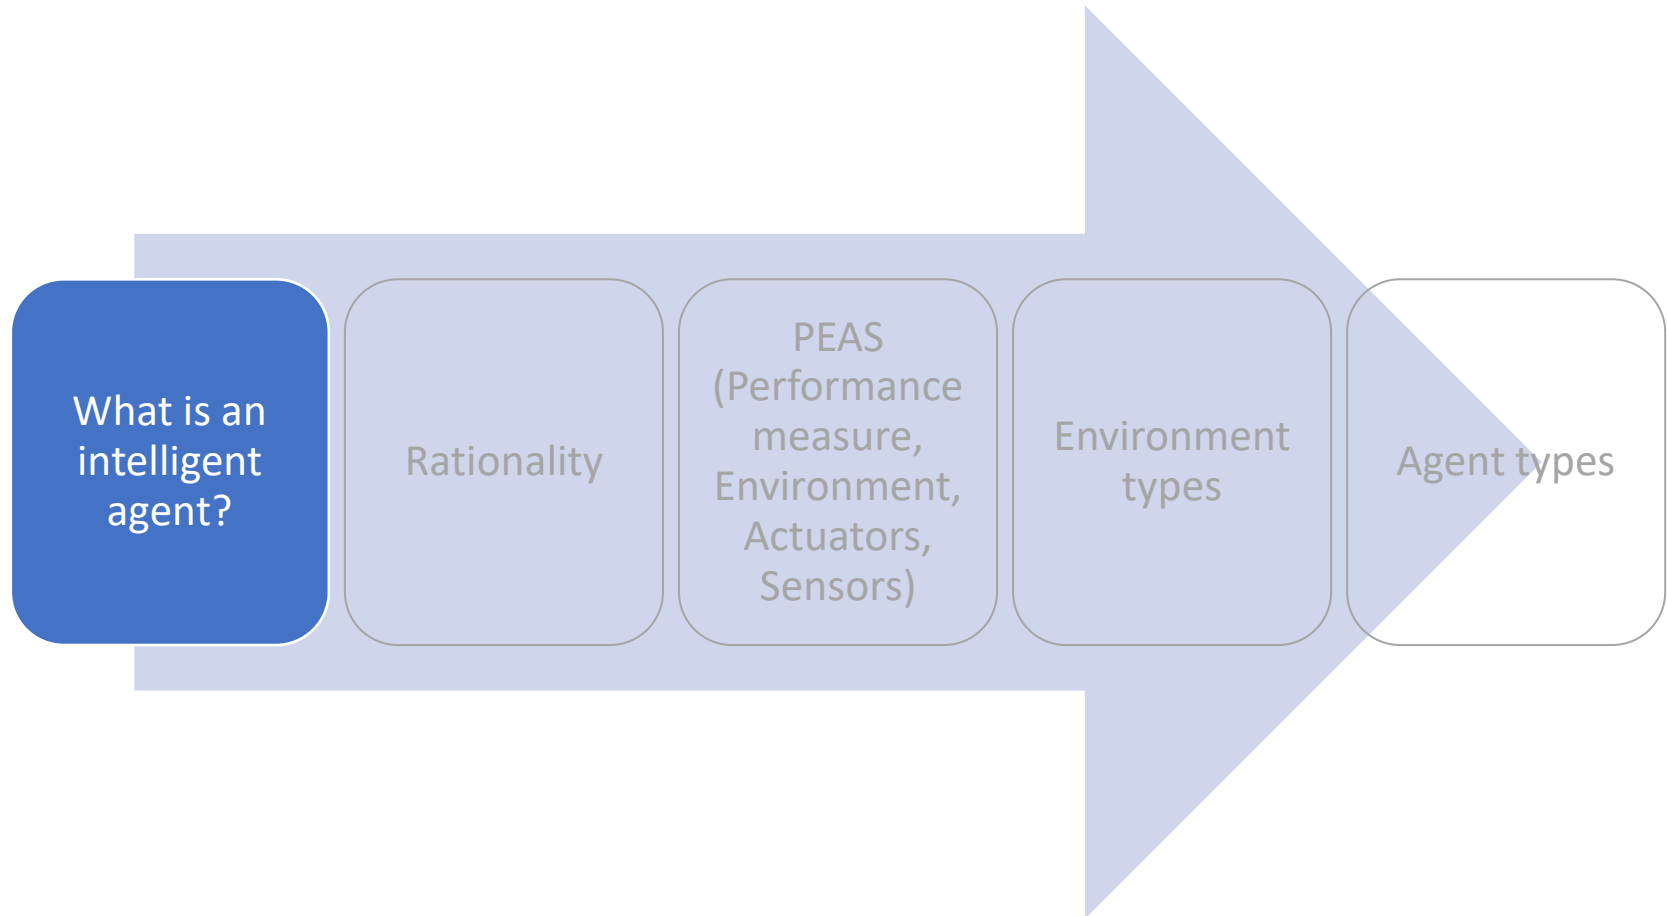 What is an
intelligent
agent?
Rationality
PEAS
(Performance
measure,
Environment,
Actuators,
Sensors)
Environment
types
Agent types